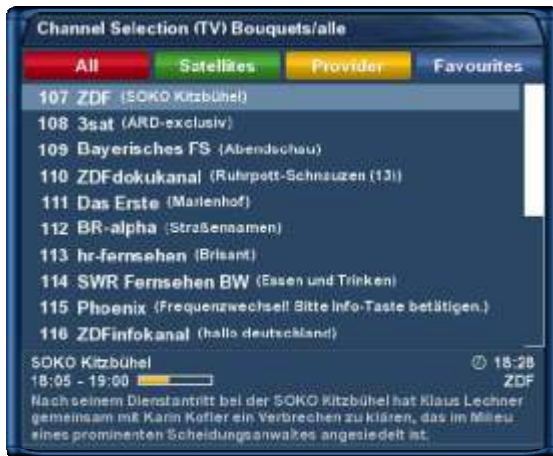 Channel Selection (TV) Bouquets/alle
All Satellites Provider Favourites
107 ZDF (SOKO Kitzbühel)
108 3sat (ARD-exclusiv)
109 Bayerisches FS (Abendschau)
110 ZDFdokukanal (Ruhrpott-Schnauzen (13))
111 Das Erste (Marienhof)
112 BR-alpha (Straßennamen)
113 hr-fernsehen (Brisant)
114 SWR Fernsehen BW (Essen und Trinken)
115 Phoenix (Frequenzwechsel! Bitte Info-Taste betätigen.)
116 ZDFinfokanal (hallo deutschland)
SOKO Kitzbühel 18:28
18:05 - 19:00 ZDF
Nach seinem Dienstantritt bei der SOKO Kitzbühel hat Klaus Lechner
gemeinsam mit Karin Kofler ein Verbrechen zu klären, das im Milieu
eines prominenten Scheidungsanwaltes angesiedelt ist.